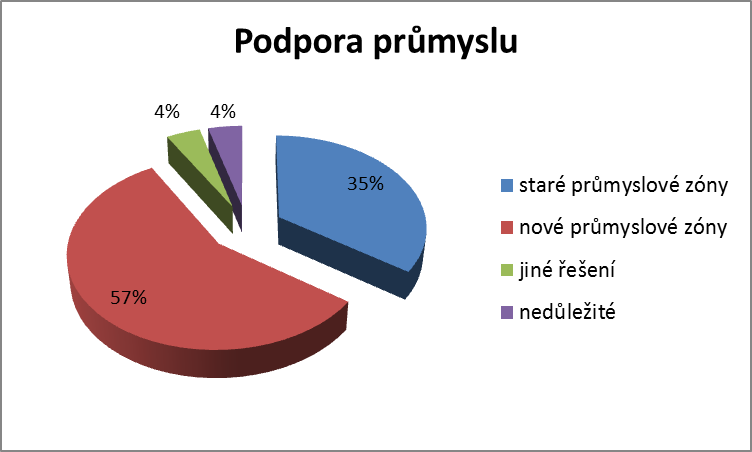 Podpora průmyslu
4%
4%
35%
57%
staré průmyslové zóny
nové průmyslové zóny
jiné řešení
nedůležité